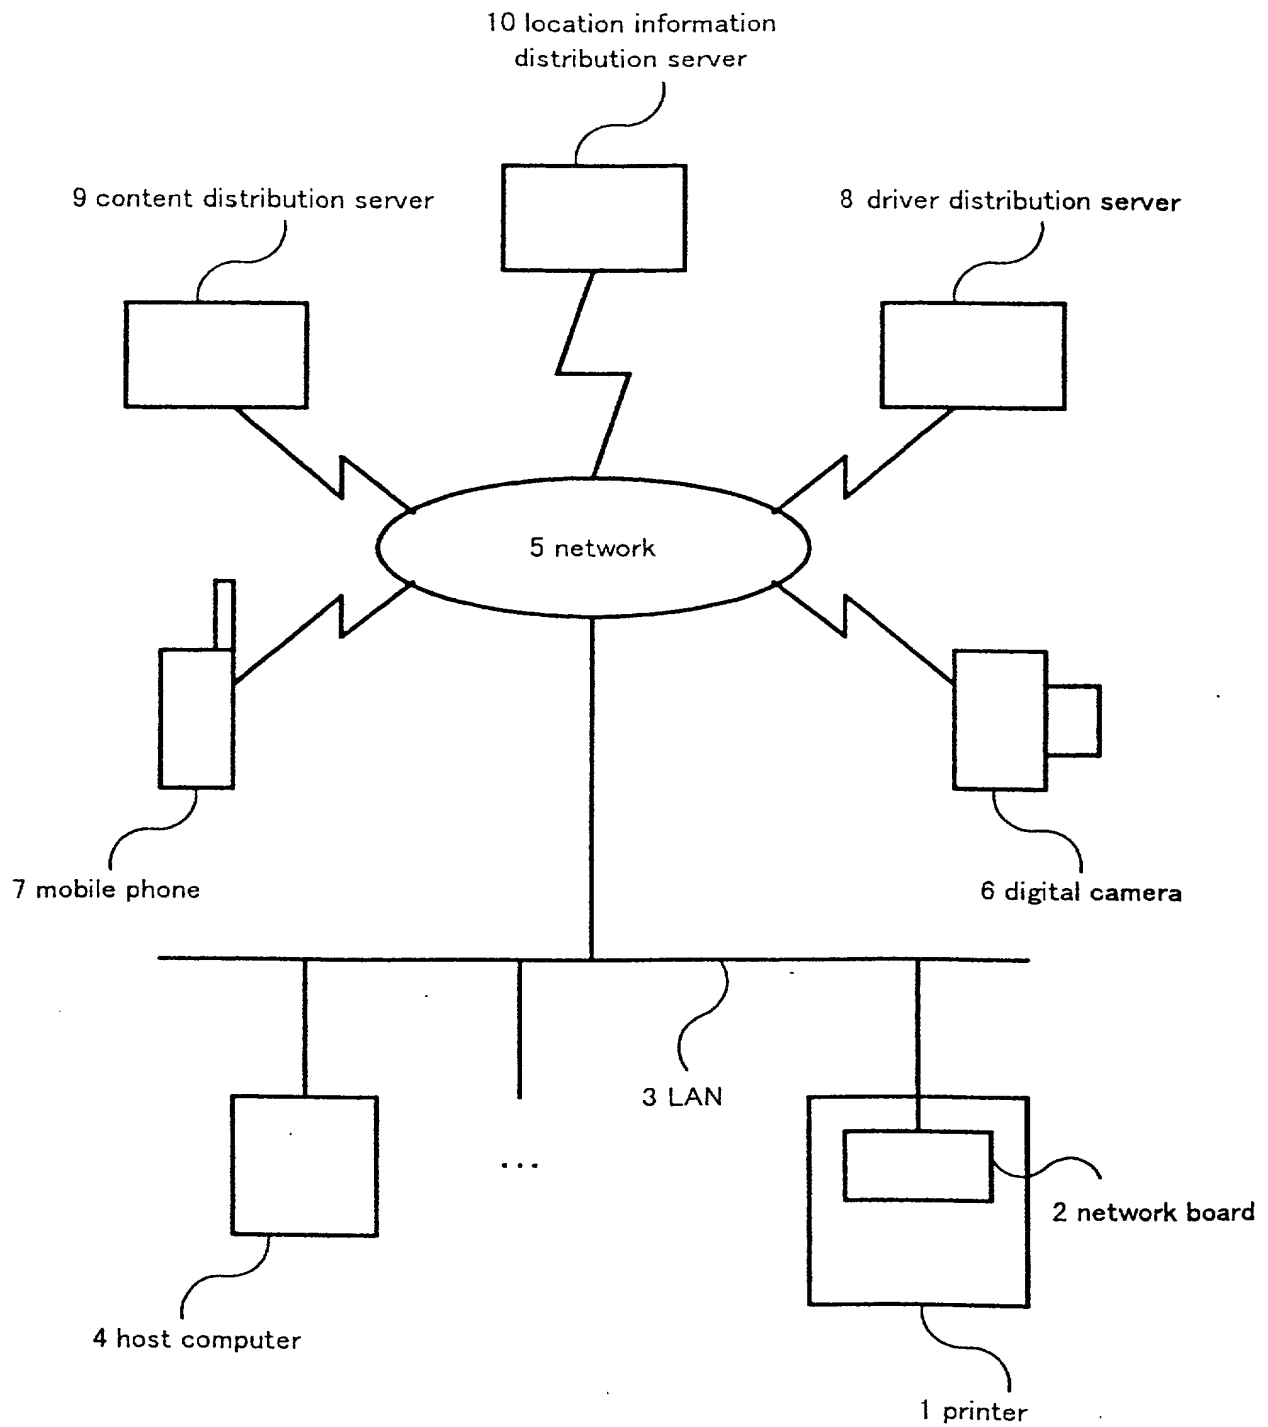 10 location information
distribution server
9 content distribution server
8 driver distribution server
5 network
7 mobile phone
6 digital camera
3 LAN
...
2 network board
4 host computer
1 printer